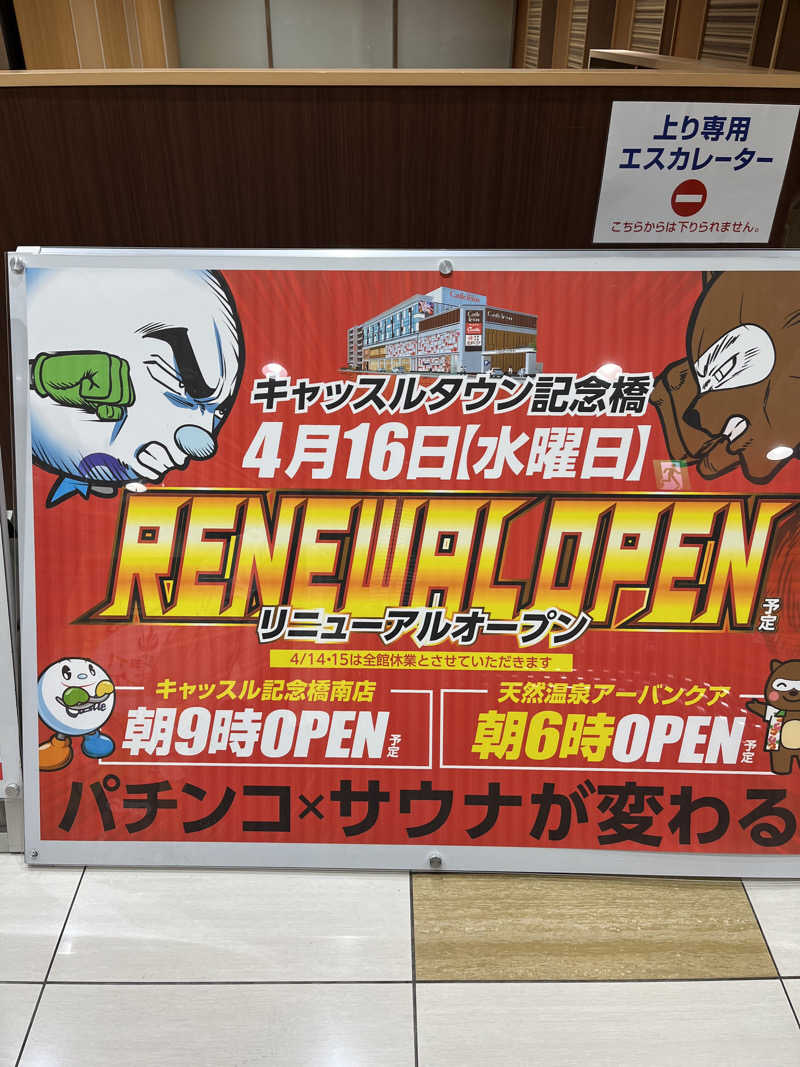 上り専用
エスカレーター
こちらからは下りられません。
Castle Town
Castle Town
キャッスルタウン記念橋
4月16日【水曜日】
RENEWAL OPEN
予定
リニューアルオープン
4/14・15は全館休業とさせていただきます
キャッスル記念橋南店
朝9時OPEN予定
天然温泉アーバンクア
朝6時OPEN予定
Castle
パチンコ×サウナが変わる